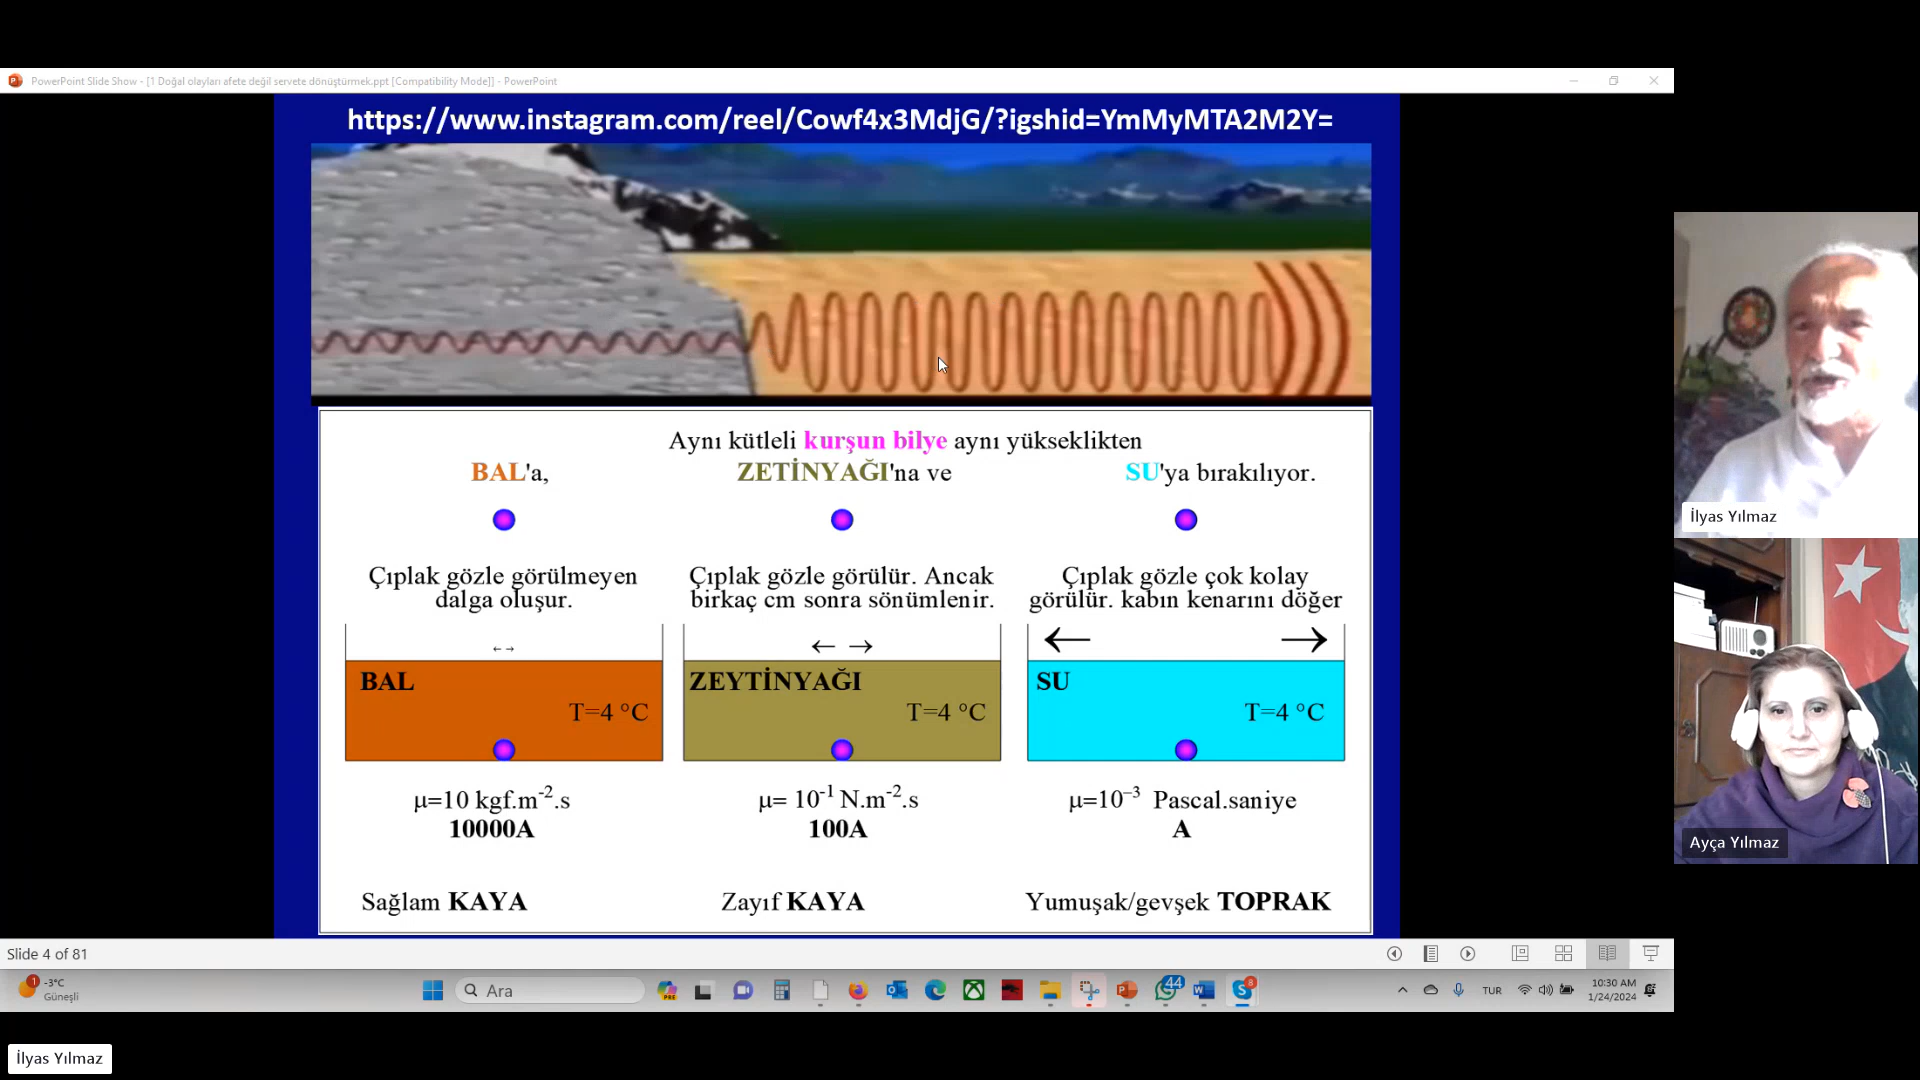 PowerPoint Slide Show - [1 Doğal olayları afete değil servete dönüştürmek.ppt [Compatibility Mode]] - PowerPoint
https://www.instagram.com/reel/Cowf4x3MdjG/?igshid=YmMyMTA2M2Y=
Aynı kütleli kurşun bilye aynı yükseklikten
BAL'a, ZETİNYAĞI'na ve SU'ya bırakılıyor.
Çıplak gözle görülmeyen
dalga oluşur.
Çıplak gözle görülür. Ancak
birkaç cm sonra sönümlenir.
Çıplak gözle çok kolay
görülür. kabın kenarını döğer
BAL
T=4 °C
ZEYTİNYAĞI
T=4 °C
SU
T=4 °C
μ=10 kgf.m⁻².s
10000A
μ= 10⁻¹ N.m⁻².s
100A
μ=10⁻³ Pascal.saniye
A
Sağlam KAYA
Zayıf KAYA
Yumuşak/gevşek TOPRAK
İlyas Yılmaz
Ayça Yılmaz
Slide 4 of 81
1
-3°C
Güneşli
Ara
PRE
44
8
TUR
10:30 AM
1/24/2024
İlyas Yılmaz